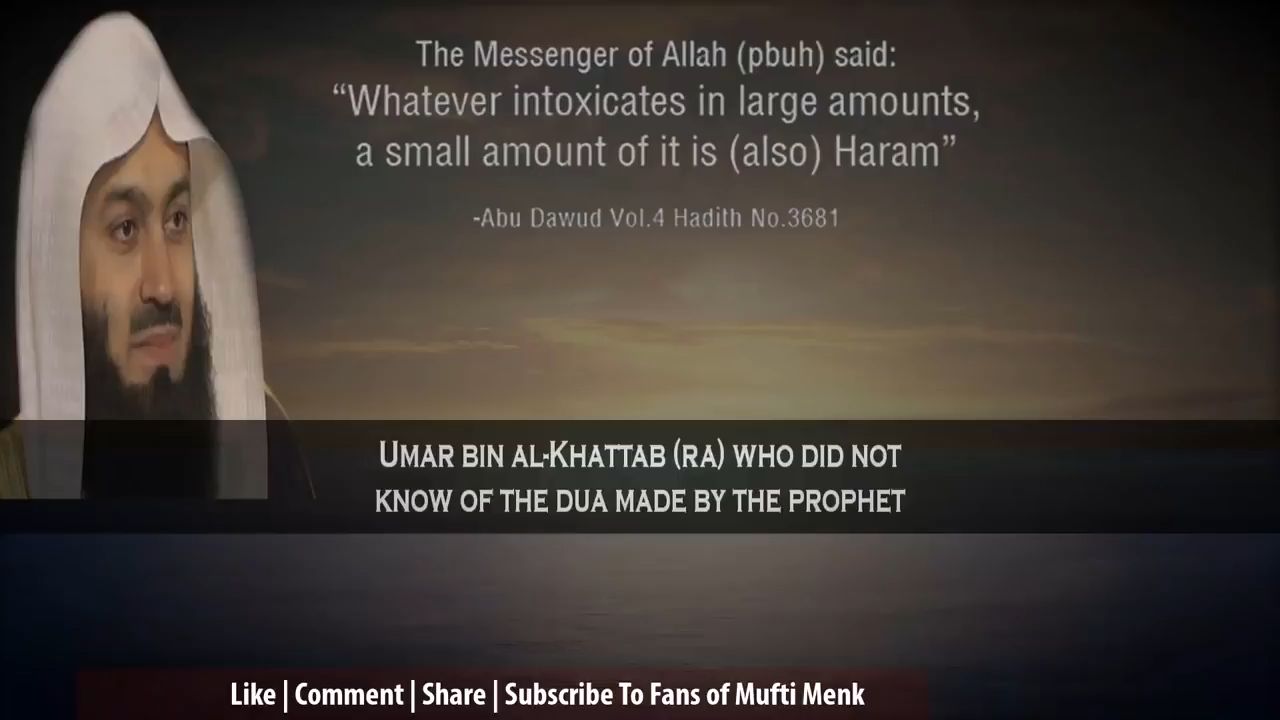 The Messenger of Allah (pbuh) said:
“Whatever intoxicates in large amounts,
a small amount of it is (also) Haram”
-Abu Dawud Vol.4 Hadith No.3681
UMAR BIN AL-KHATTAB (RA) WHO DID NOT
KNOW OF THE DUA MADE BY THE PROPHET
Like | Comment | Share | Subscribe To Fans of Mufti Menk